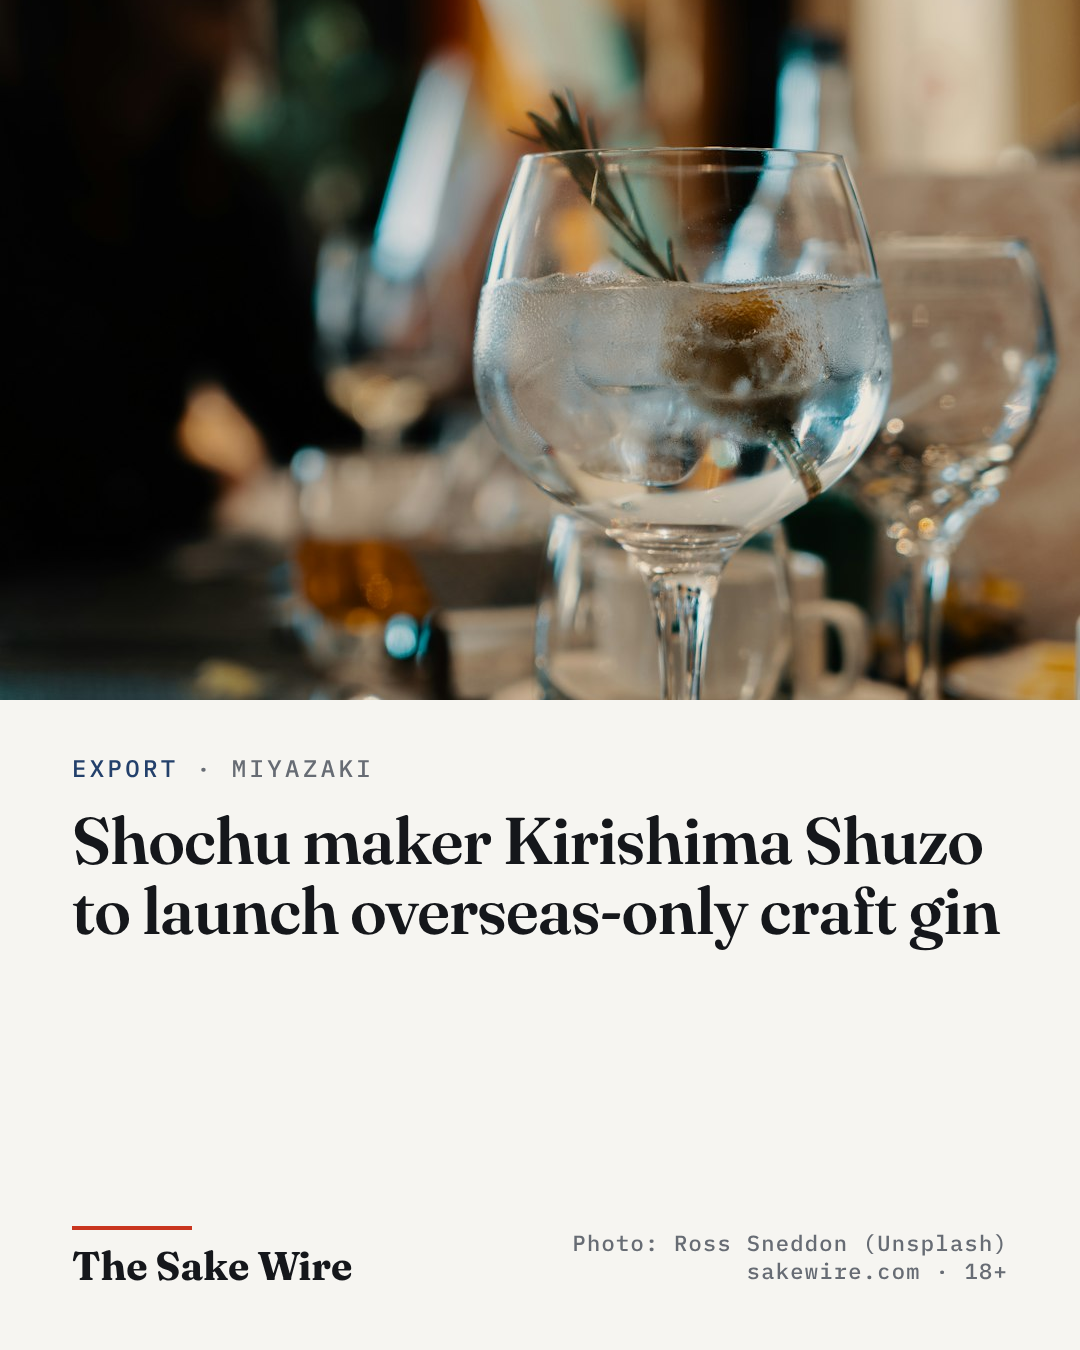 EXPORT · MIYAZAKI
Shochu maker Kirishima Shuzo
to launch overseas-only craft gin
The Sake Wire
Photo: Ross Sneddon (Unsplash)
sakewire.com · 18+